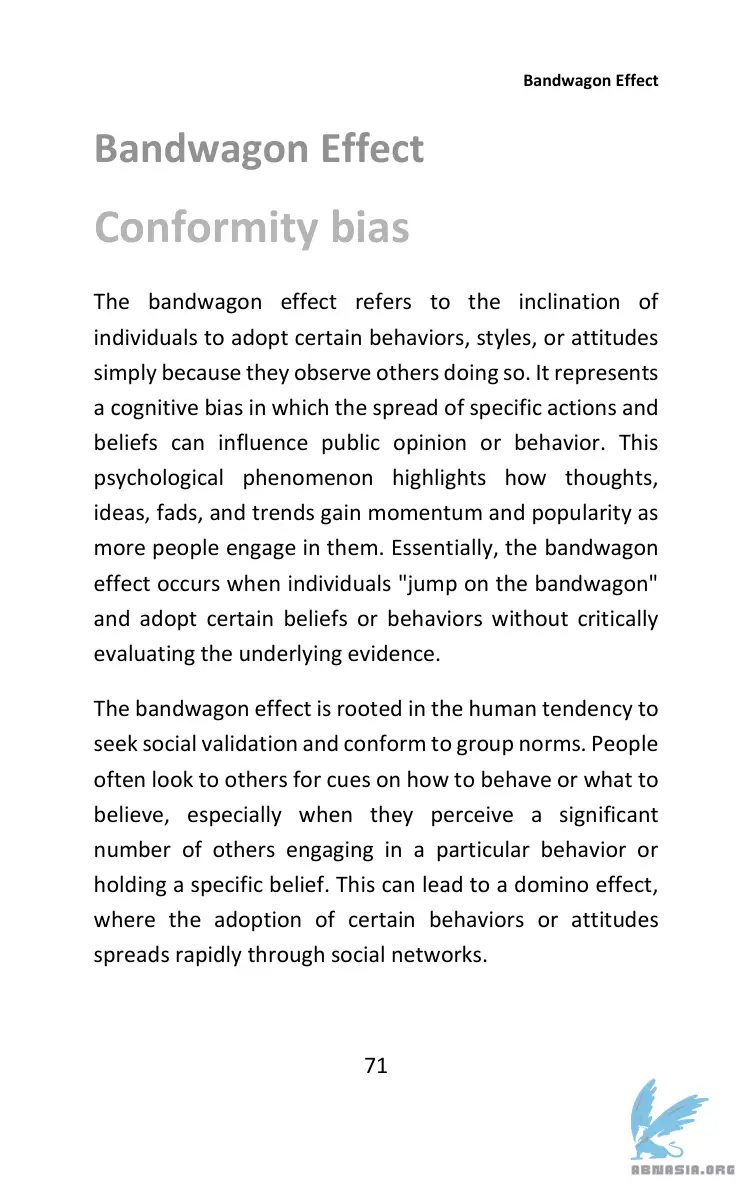 Bandwagon Effect
Bandwagon Effect
Conformity bias
The bandwagon effect refers to the inclination of
individuals to adopt certain behaviors, styles, or attitudes
simply because they observe others doing so. It represents
a cognitive bias in which the spread of specific actions and
beliefs can influence public opinion or behavior. This
psychological phenomenon highlights how thoughts,
ideas, fads, and trends gain momentum and popularity as
more people engage in them. Essentially, the bandwagon
effect occurs when individuals "jump on the bandwagon"
and adopt certain beliefs or behaviors without critically
evaluating the underlying evidence.
The bandwagon effect is rooted in the human tendency to
seek social validation and conform to group norms. People
often look to others for cues on how to behave or what to
believe, especially when they perceive a significant
number of others engaging in a particular behavior or
holding a specific belief. This can lead to a domino effect,
where the adoption of certain behaviors or attitudes
spreads rapidly through social networks.
71
ABNASIA.ORG